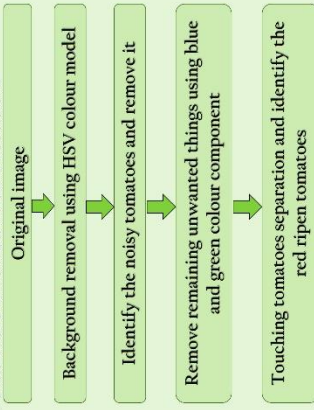 Original image
Background removal using HSV colour model
Identify the noisy tomatoes and remove it
Remove remaining unwanted things using blue
and green colour component
Touching tomatoes separation and identify the
red ripen tomatoes